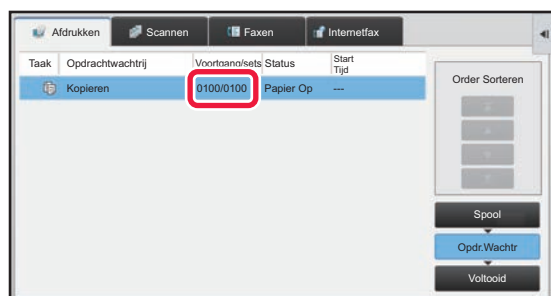 Afdrukken Scannen Faxen Internetfax
Taak Opdrachtwachtrij Voortgang/sets Status Start Tijd
Kopieren 0100/0100 Papier Op ---
Order Sorteren
Spool
Opdr.Wachtr
Voltooid